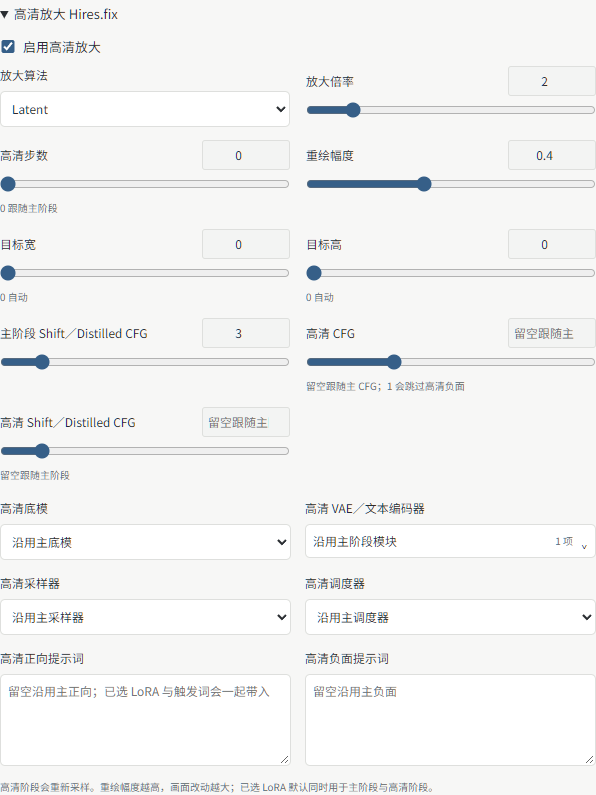 ▼ 高清放大 Hires.fix
启用高清放大
放大算法
Latent
放大倍率
2
高清步数
0
0 跟随主阶段
重绘幅度
0.4
目标宽
0
0 自动
目标高
0
0 自动
主阶段 Shift／Distilled CFG
3
高清 CFG
留空跟随主
留空跟随主 CFG；1 会跳过高清负面
高清 Shift／Distilled CFG
留空跟随主
留空跟随主阶段
高清底模
沿用主底模
高清 VAE／文本编码器
沿用主阶段模块
1 项
高清采样器
沿用主采样器
高清调度器
沿用主调度器
高清正向提示词
留空沿用主正向；已选 LoRA 与触发词会一起带入
高清负面提示词
留空沿用主负面
高清阶段会重新采样。重绘幅度越高，画面改动越大；已选 LoRA 默认同时用于主阶段与高清阶段。